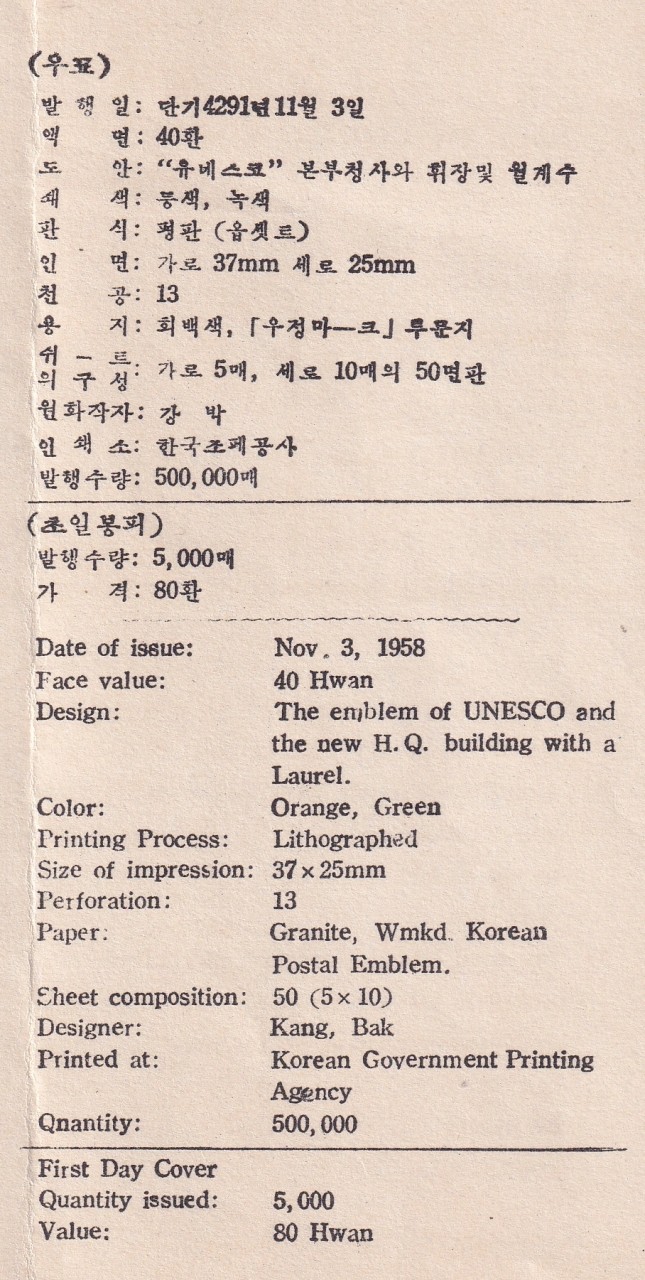 (우표)
발 행 일: 단기4291년11월 3일
액 면: 40환
도 안: “유네스코” 본부청사와 휘장및 월계수
쇄 색: 등색, 녹색
판 식: 평판 (옵셋트)
인 면: 가로 37mm 세로 25mm
천 공: 13
용 지: 회백색, 「우정마—크」 투문지
쉬 - 트
의 구 성: 가로 5매, 세로 10매의 50면판
원화작자: 강 박
인 쇄 소: 한국조폐공사
발행수량: 500,000매
(초일봉피)
발행수량: 5,000매
가 격: 80환
Date of issue: Nov. 3, 1958
Face value: 40 Hwan
Design: The emblem of UNESCO and
the new H.Q. building with a
Laurel.
Color: Orange, Green
Printing Process: Lithographed
Size of impression: 37×25mm
Perforation: 13
Paper: Granite, Wmkd. Korean
Postal Emblem.
Sheet composition: 50 (5×10)
Designer: Kang, Bak
Printed at: Korean Government Printing
Agency
Qnantity: 500,000
First Day Cover
Quantity issued: 5,000
Value: 80 Hwan